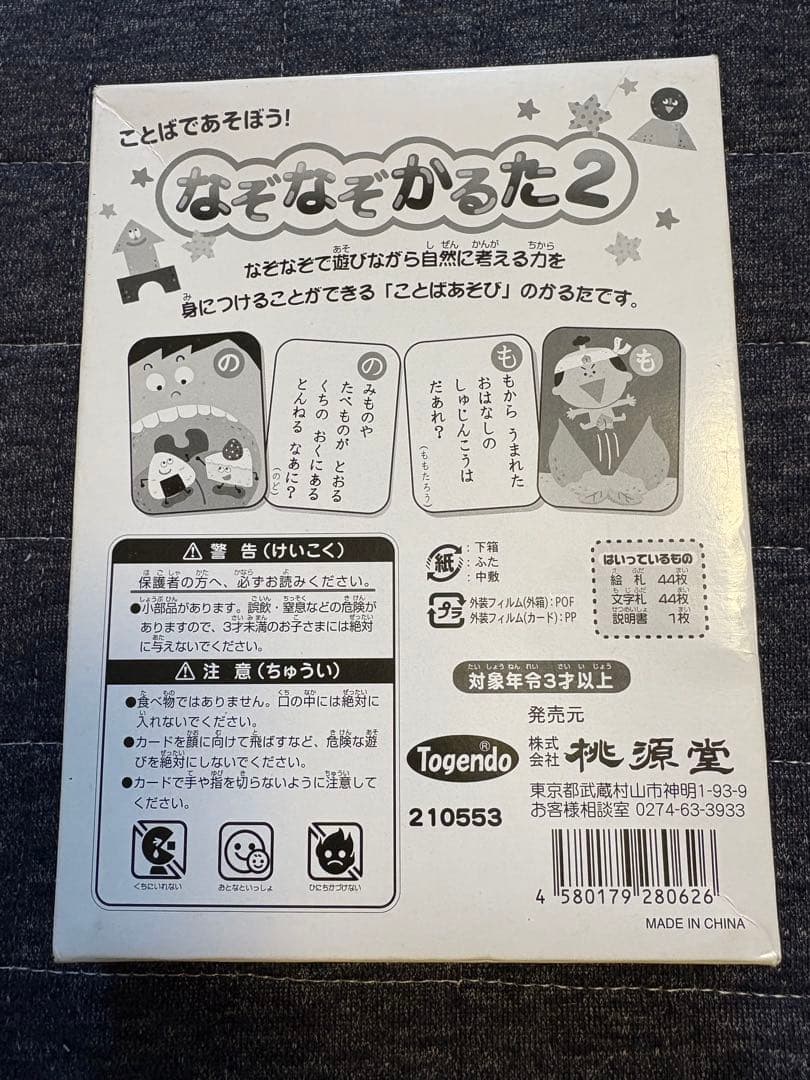 ことばであそぼう!
なぞなぞかるた2
なぞなぞで遊びながら自然に考える力を
身につけることができる「ことばあそび」のかるたです。
の
の
のみものや
たべものが とおる
くちの おくにある
とんねる なあに?
(のど)
も
ももから うまれた
おはなしの
しゅじんこうは
だあれ?
(ももたろう)
も
⚠警告(けいこく)
保護者の方へ、必ずお読みください。
●小部品があります。誤飲・窒息などの危険が
ありますので、3才未満のお子さまには絶対
に与えないでください。
⚠注意(ちゅうい)
●食べ物ではありません。口の中には絶対に
入れないでください。
●カードを顔に向けて飛ばすなど、危険な遊
びを絶対にしないでください。
●カードで手や指を切らないように注意して
ください。
くちにいれない
おとなといっしょ
ひにちかづけない
紙
:下箱
:ふた
:中敷
プラ
外装フィルム(外箱):POF
外装フィルム(カード):PP
はいっているもの
絵札 44枚
文字札 44枚
説明書 1枚
対象年令3才以上
発売元
Togendo®
株式会社 桃源堂
210553
東京都武蔵村山市神明1-93-9
お客様相談室 0274-63-3933
4 580179 280626
MADE IN CHINA